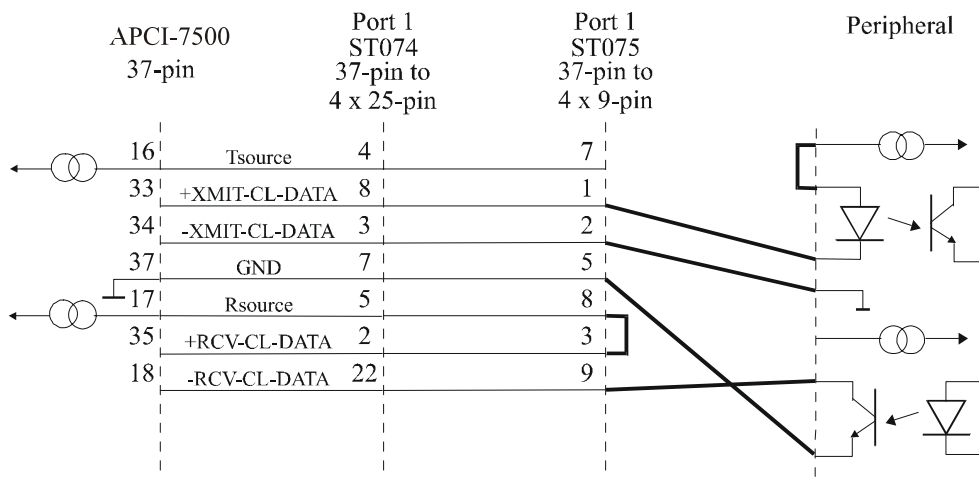 APCI-7500
37-pin
Port 1
ST074
37-pin to
4 x 25-pin
Port 1
ST075
37-pin to
4 x 9-pin
Peripheral
16 Tsource 4 7
33 +XMIT-CL-DATA 8 1
34 -XMIT-CL-DATA 3 2
37 GND 7 5
17 Rsource 5 8
35 +RCV-CL-DATA 2 3
18 -RCV-CL-DATA 22 9